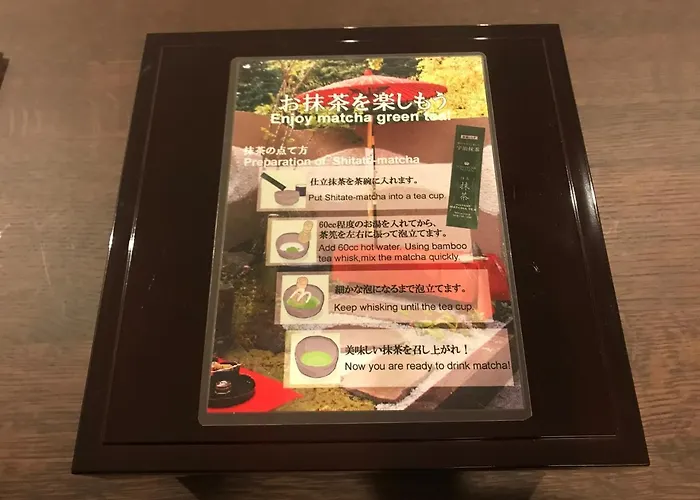 お抹茶を楽しもう
Enjoy matcha green tea!
抹茶の点て方
Preparation of Shitate-matcha
仕立抹茶を茶碗に入れます。
Put Shitate-matcha into a tea cup.
60cc程度のお湯を入れてから、
茶筅を左右に振って泡立てます。
Add 60cc hot water. Using bamboo
tea whisk,mix the matcha quickly
細かな泡になるまで泡立てます。
Keep whisking until the tea cup.
美味しい抹茶を召し上がれ！
Now you are ready to drink matcha!
宇治抹茶
抹茶
MATCHA TEA